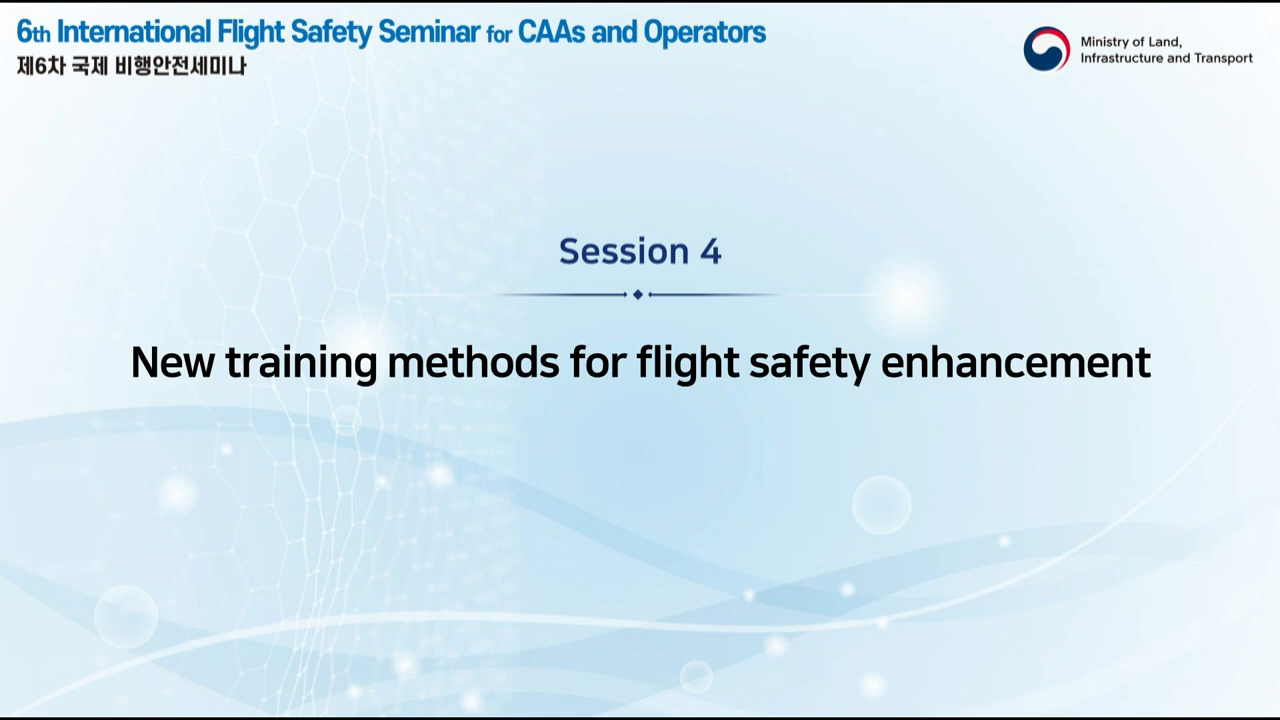 6th International Flight Safety Seminar for CAAs and Operators
제6차 국제 비행안전세미나
Ministry of Land,
Infrastructure and Transport
Session 4
New training methods for flight safety enhancement